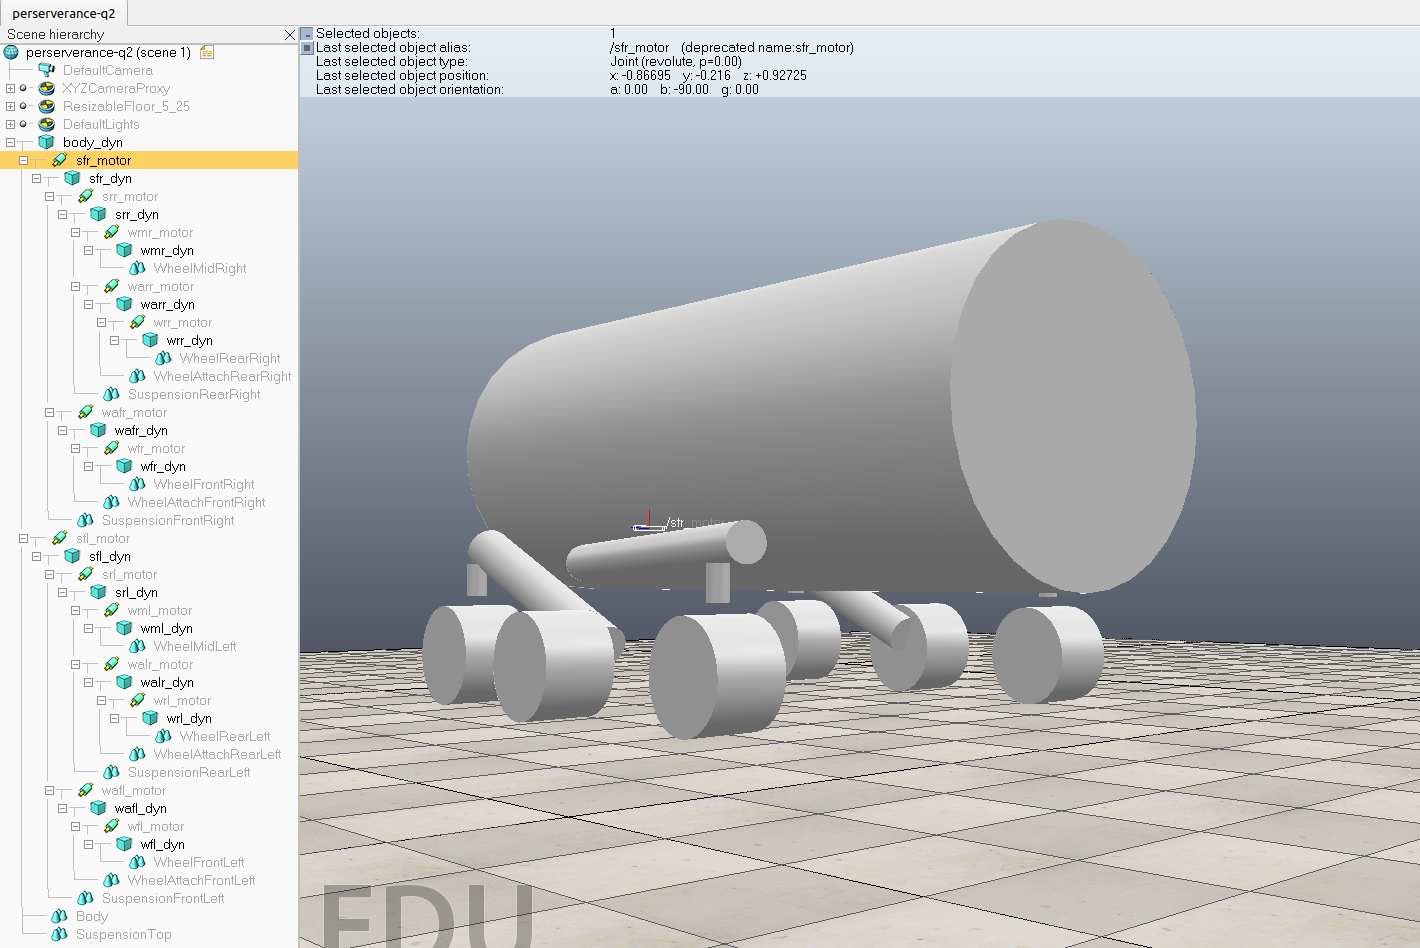 perserverance-q2
Scene hierarchy
perserverance-q2 (scene 1)
DefaultCamera
XYZCameraProxy
ResizableFloor_5_25
DefaultLights
body_dyn
sfr_motor
sfr_dyn
srr_motor
srr_dyn
wmr_motor
wmr_dyn
WheelMidRight
warr_motor
warr_dyn
wrr_motor
wrr_dyn
WheelRearRight
WheelAttachRearRight
SuspensionRearRight
wafr_motor
wafr_dyn
wfr_motor
wfr_dyn
WheelFrontRight
WheelAttachFrontRight
SuspensionFrontRight
sfl_motor
sfl_dyn
srl_motor
srl_dyn
wml_motor
wml_dyn
WheelMidLeft
walr_motor
walr_dyn
wrl_motor
wrl_dyn
WheelRearLeft
WheelAttachRearLeft
SuspensionRearLeft
wafl_motor
wafl_dyn
wfl_motor
wfl_dyn
WheelFrontLeft
WheelAttachFrontLeft
SuspensionFrontLeft
Body
SuspensionTop
Selected objects: 1
Last selected object alias: /sfr_motor (deprecated name:sfr_motor)
Last selected object type: Joint (revolute, p=0.00)
Last selected object position: x: -0.86695 y: -0.216 z: +0.92725
Last selected object orientation: a: 0.00 b: -90.00 g: 0.00
/sfr_motor
EDU